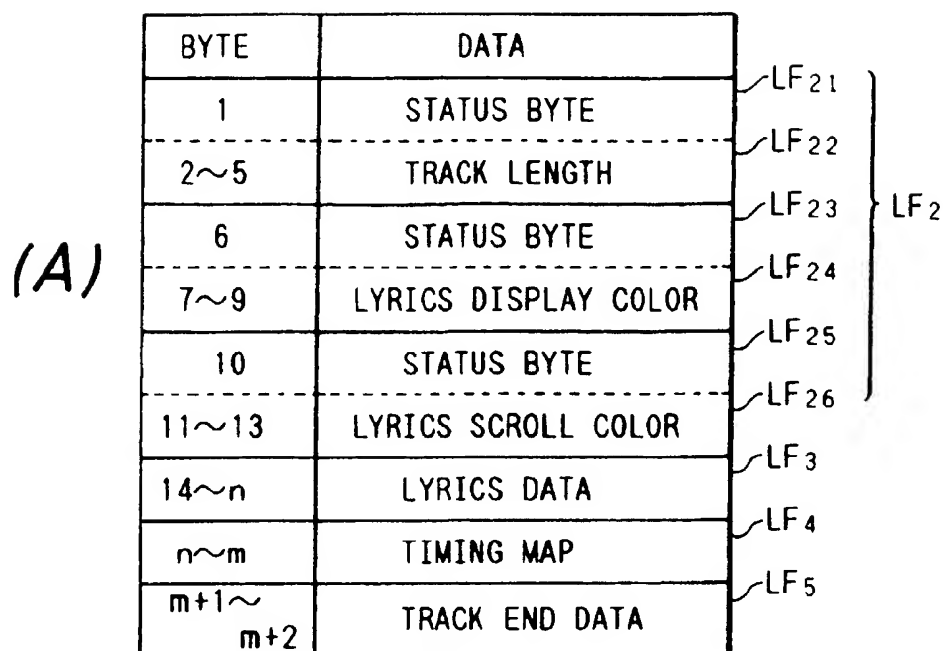 BYTE DATA
LF21
1 STATUS BYTE
LF22
2~5 TRACK LENGTH
LF23
LF2
6 STATUS BYTE
(A)
LF24
7~9 LYRICS DISPLAY COLOR
LF25
10 STATUS BYTE
LF26
11~13 LYRICS SCROLL COLOR
LF3
14~n LYRICS DATA
LF4
n~m TIMING MAP
LF5
m+1~
m+2 TRACK END DATA